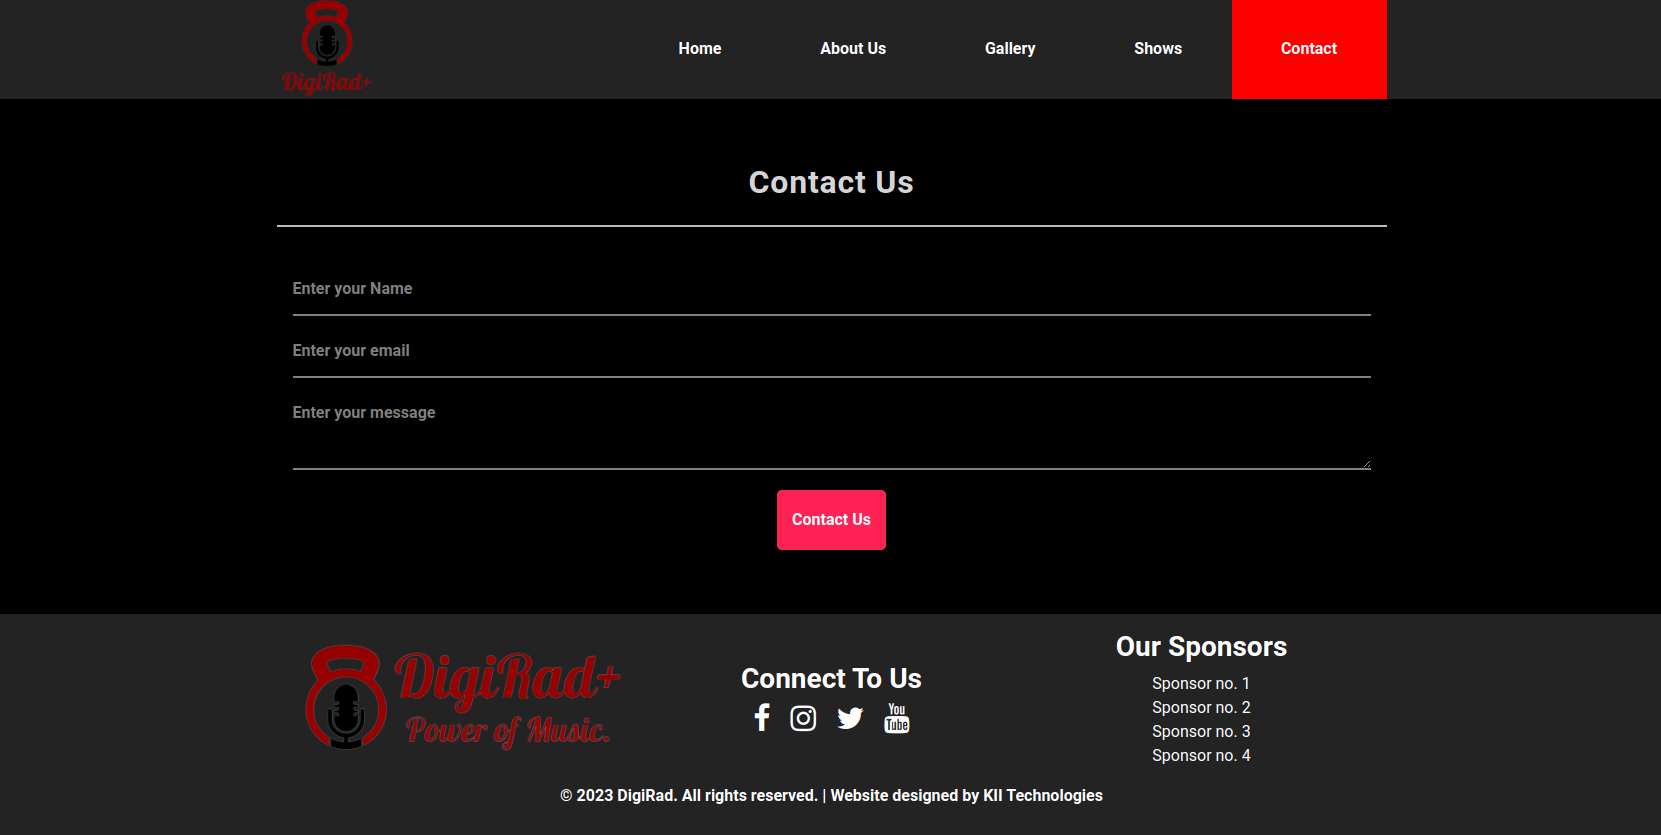 DigiRad+
Home About Us Gallery Shows Contact
Contact Us
Enter your Name
Enter your email
Enter your message
Contact Us
DigiRad+
Power of Music.
Connect To Us
You
Tube
Our Sponsors
Sponsor no. 1
Sponsor no. 2
Sponsor no. 3
Sponsor no. 4
© 2023 DigiRad. All rights reserved. | Website designed by KII Technologies